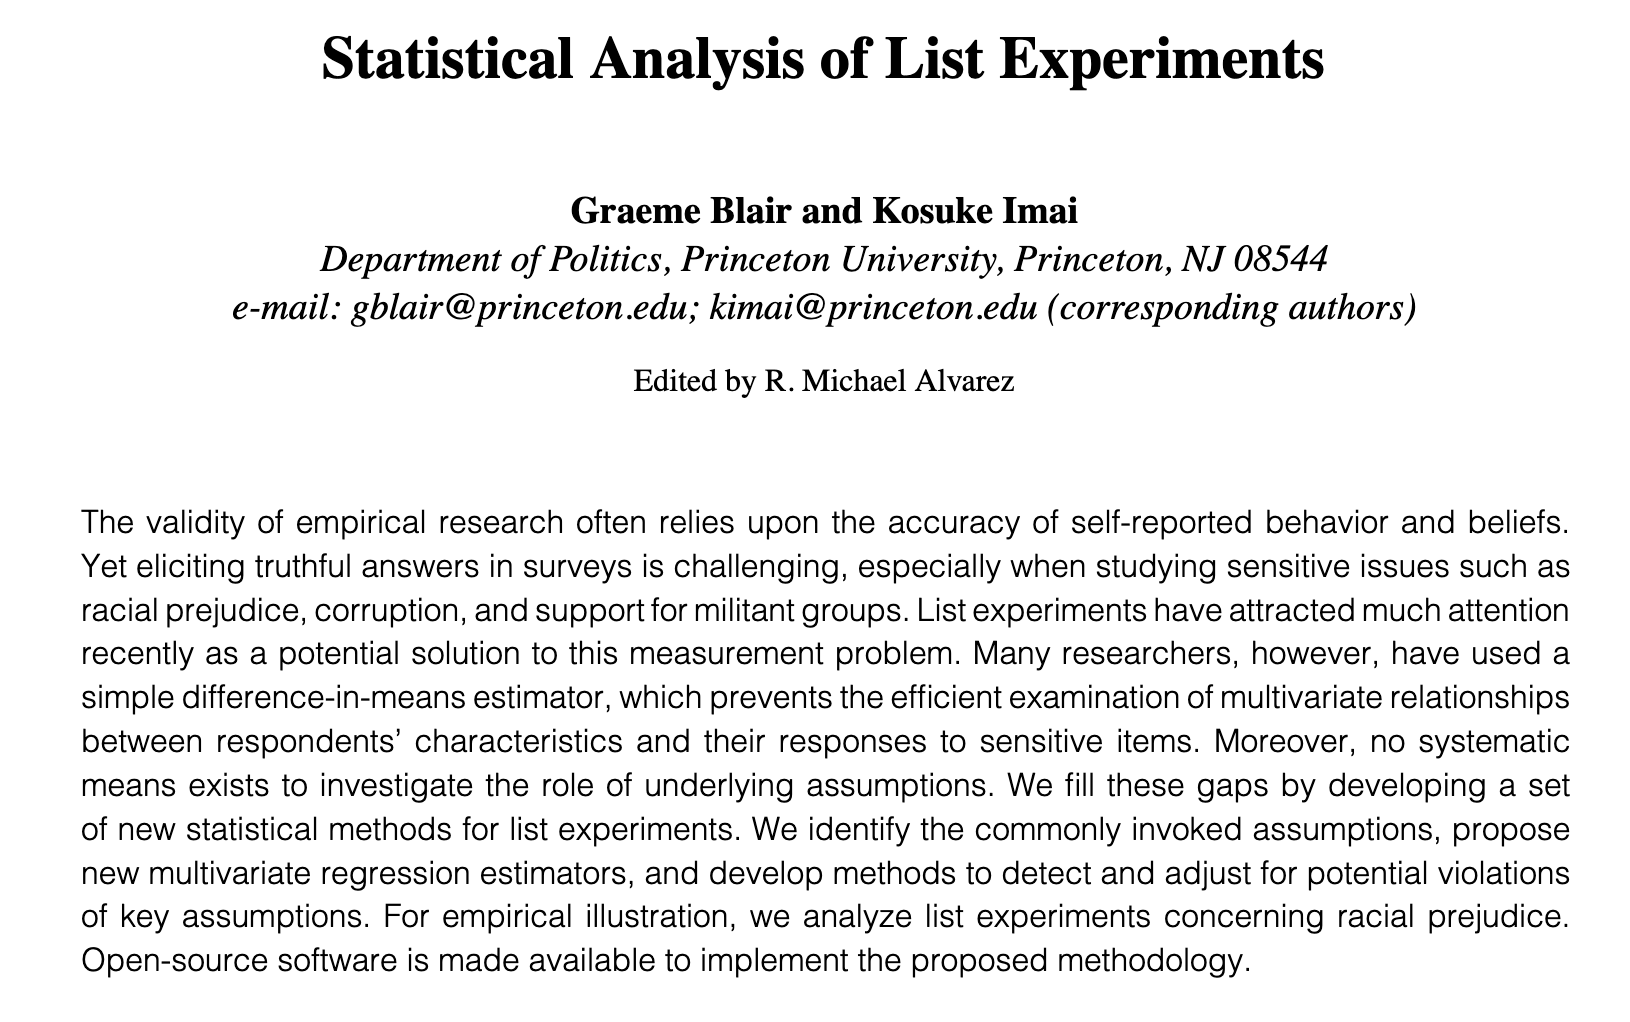 Statistical Analysis of List Experiments
Graeme Blair and Kosuke Imai
Department of Politics, Princeton University, Princeton, NJ 08544
e-mail: gblair@princeton.edu; kimai@princeton.edu (corresponding authors)
Edited by R. Michael Alvarez
The validity of empirical research often relies upon the accuracy of self-reported behavior and beliefs.
Yet eliciting truthful answers in surveys is challenging, especially when studying sensitive issues such as
racial prejudice, corruption, and support for militant groups. List experiments have attracted much attention
recently as a potential solution to this measurement problem. Many researchers, however, have used a
simple difference-in-means estimator, which prevents the efficient examination of multivariate relationships
between respondents’ characteristics and their responses to sensitive items. Moreover, no systematic
means exists to investigate the role of underlying assumptions. We fill these gaps by developing a set
of new statistical methods for list experiments. We identify the commonly invoked assumptions, propose
new multivariate regression estimators, and develop methods to detect and adjust for potential violations
of key assumptions. For empirical illustration, we analyze list experiments concerning racial prejudice.
Open-source software is made available to implement the proposed methodology.